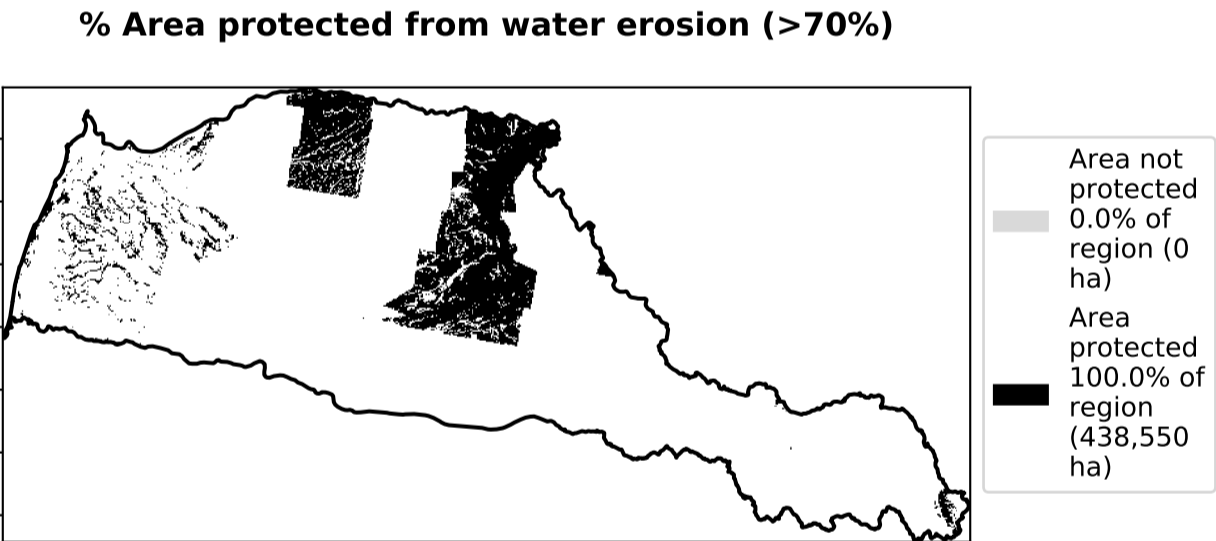 % Area protected from water erosion (>70%)
Area not
protected
0.0% of
region (0
ha)
Area
protected
100.0% of
region
(438,550
ha)